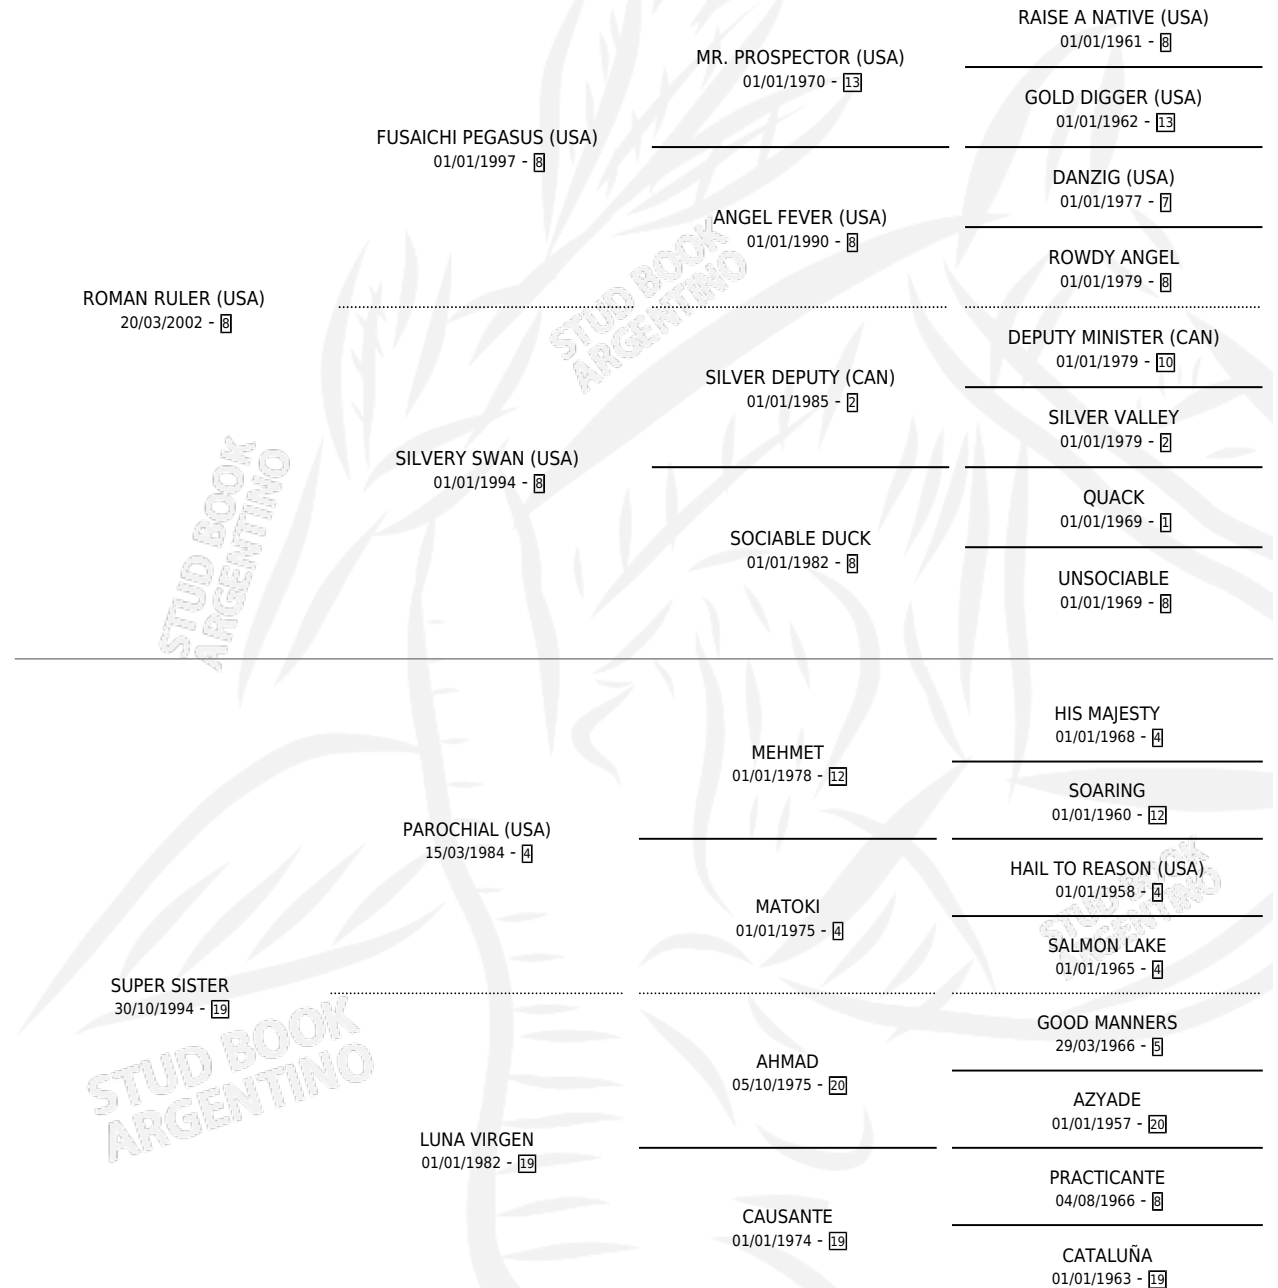 RAISE A NATIVE (USA)
01/01/1961 - 8
MR. PROSPECTOR (USA)
01/01/1970 - 13
GOLD DIGGER (USA)
01/01/1962 - 13
FUSAICHI PEGASUS (USA)
01/01/1997 - 8
DANZIG (USA)
01/01/1977 - 7
ANGEL FEVER (USA)
01/01/1990 - 8
ROWDY ANGEL
01/01/1979 - 8
ROMAN RULER (USA)
20/03/2002 - 8
DEPUTY MINISTER (CAN)
01/01/1979 - 10
SILVER DEPUTY (CAN)
01/01/1985 - 2
SILVER VALLEY
01/01/1979 - 2
SILVERY SWAN (USA)
01/01/1994 - 8
QUACK
01/01/1969 - 1
SOCIABLE DUCK
01/01/1982 - 8
UNSOCIABLE
01/01/1969 - 8
HIS MAJESTY
01/01/1968 - 4
MEHMET
01/01/1978 - 12
SOARING
01/01/1960 - 12
PAROCHIAL (USA)
15/03/1984 - 4
HAIL TO REASON (USA)
01/01/1958 - 4
MATOKI
01/01/1975 - 4
SALMON LAKE
01/01/1965 - 4
SUPER SISTER
30/10/1994 - 19
GOOD MANNERS
29/03/1966 - 5
AHMAD
05/10/1975 - 20
AZYADE
01/01/1957 - 20
LUNA VIRGEN
01/01/1982 - 19
PRACTICANTE
04/08/1966 - 8
CAUSANTE
01/01/1974 - 19
CATALUÑA
01/01/1963 - 19
STUD BOOK
ARGENTINO
STUD BOOK
ARGENTINO
STUD BOOK
ARGENTINO
STUD BOOK
ARGENTINO